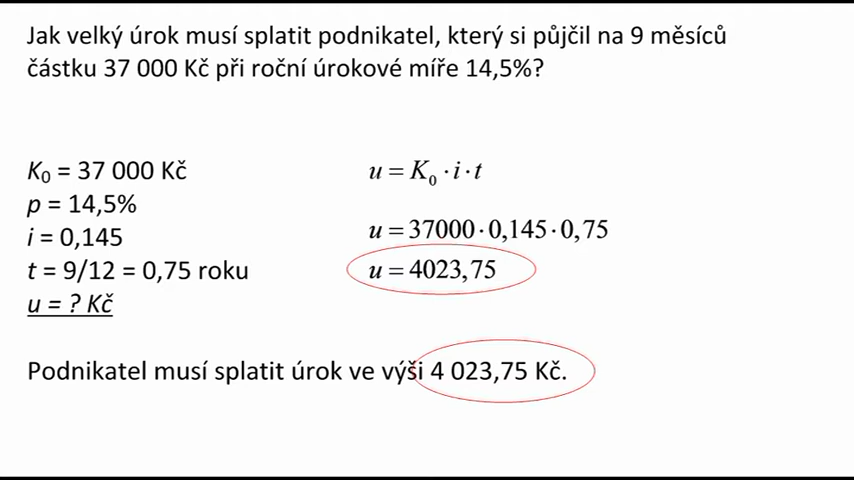 Jak velký úrok musí splatit podnikatel, který si půjčil na 9 měsíců
částku 37 000 Kč při roční úrokové míře 14,5%?
K₀ = 37 000 Kč
p = 14,5%
i = 0,145
t = 9/12 = 0,75 roku
u = ? Kč
u = K₀ · i · t
u = 37000 · 0,145 · 0,75
u = 4023,75
Podnikatel musí splatit úrok ve výši 4 023,75 Kč.